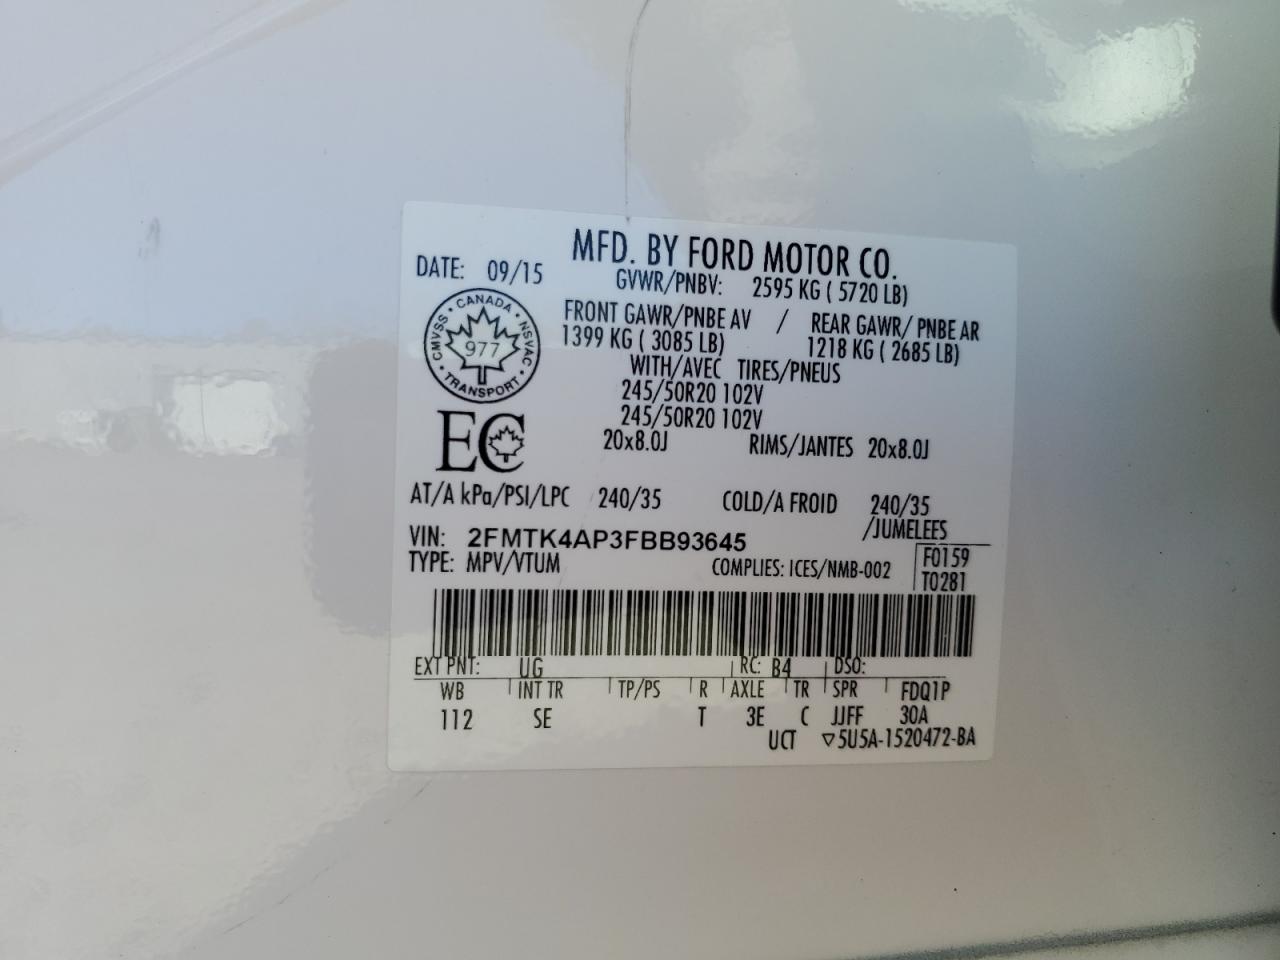 MFD. BY FORD MOTOR CO.
DATE: 09/15
GVWR/PNBV: 2595 KG ( 5720 LB)
FRONT GAWR/PNBE AV / REAR GAWR/ PNBE AR
1399 KG ( 3085 LB) 1218 KG ( 2685 LB)
WITH/AVEC TIRES/PNEUS
245/50R20 102V
245/50R20 102V
20x8.0J RIMS/JANTES 20x8.0J
CANADA
CMVSS • NSVAC
977
TRANSPORT
EC
AT/A kPa/PSI/LPC 240/35 COLD/A FROID 240/35
/JUMELEES
VIN: 2FMTK4AP3FBB93645
TYPE: MPV/VTUM COMPLIES: ICES/NMB-002
F0159
T0281
EXT PNT: UG RC: B4 DSO:
WB INT TR TP/PS R AXLE TR SPR FDQ1P
112 SE T 3E C JJFF 30A
UCT ▽5U5A-1520472-BA